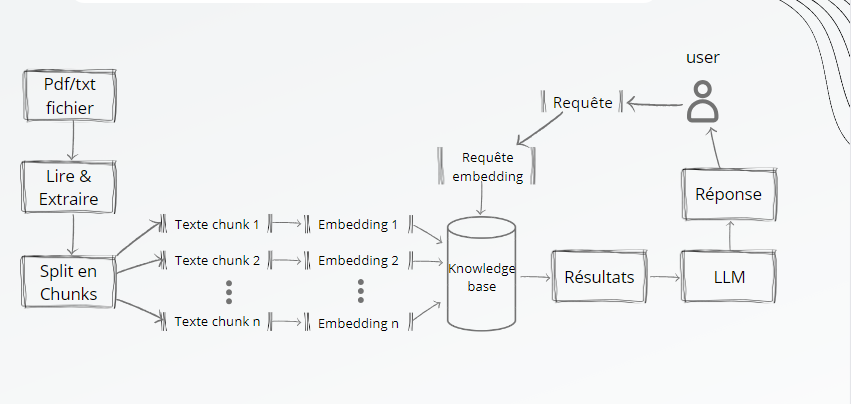 user
Pdf/txt
fichier
Requête
Requête
embedding
Lire &
Extraire
Réponse
Texte chunk 1
Embedding 1
Texte chunk 2
Embedding 2
Split en
Chunks
Knowledge
base
Résultats
LLM
Texte chunk n
Embedding n